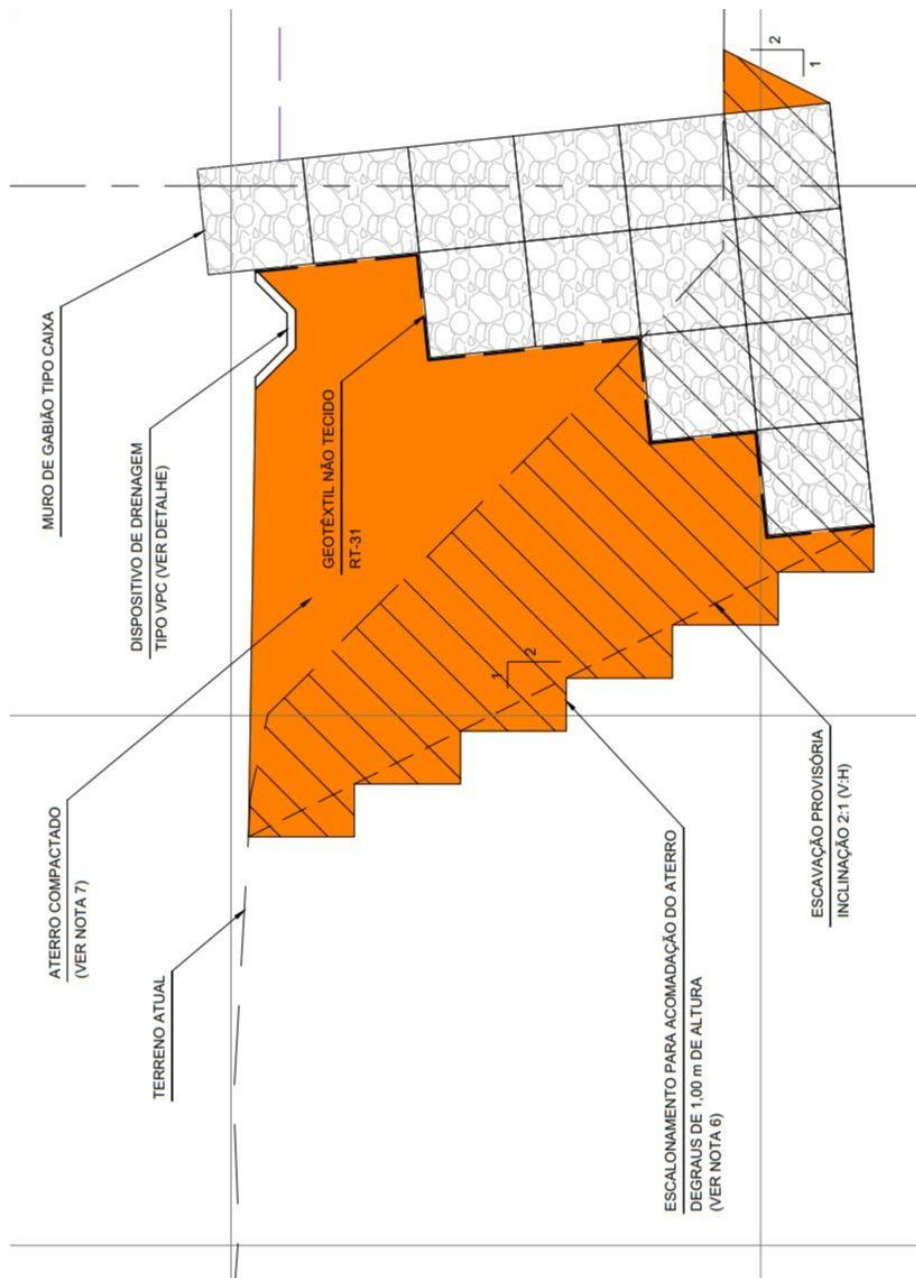 MURO DE GABIÃO TIPO CAIXA
DISPOSITIVO DE DRENAGEM
TIPO VPC (VER DETALHE)
GEOTÊXTIL NÃO TECIDO
RT-31
ATERRO COMPACTADO
(VER NOTA 7)
TERRENO ATUAL
ESCALONAMENTO PARA ACOMADAÇÃO DO ATERRO
DEGRAUS DE 1,00 m DE ALTURA
(VER NOTA 6)
ESCAVAÇÃO PROVISÓRIA
INCLINAÇÃO 2:1 (V:H)
1
2
2
1